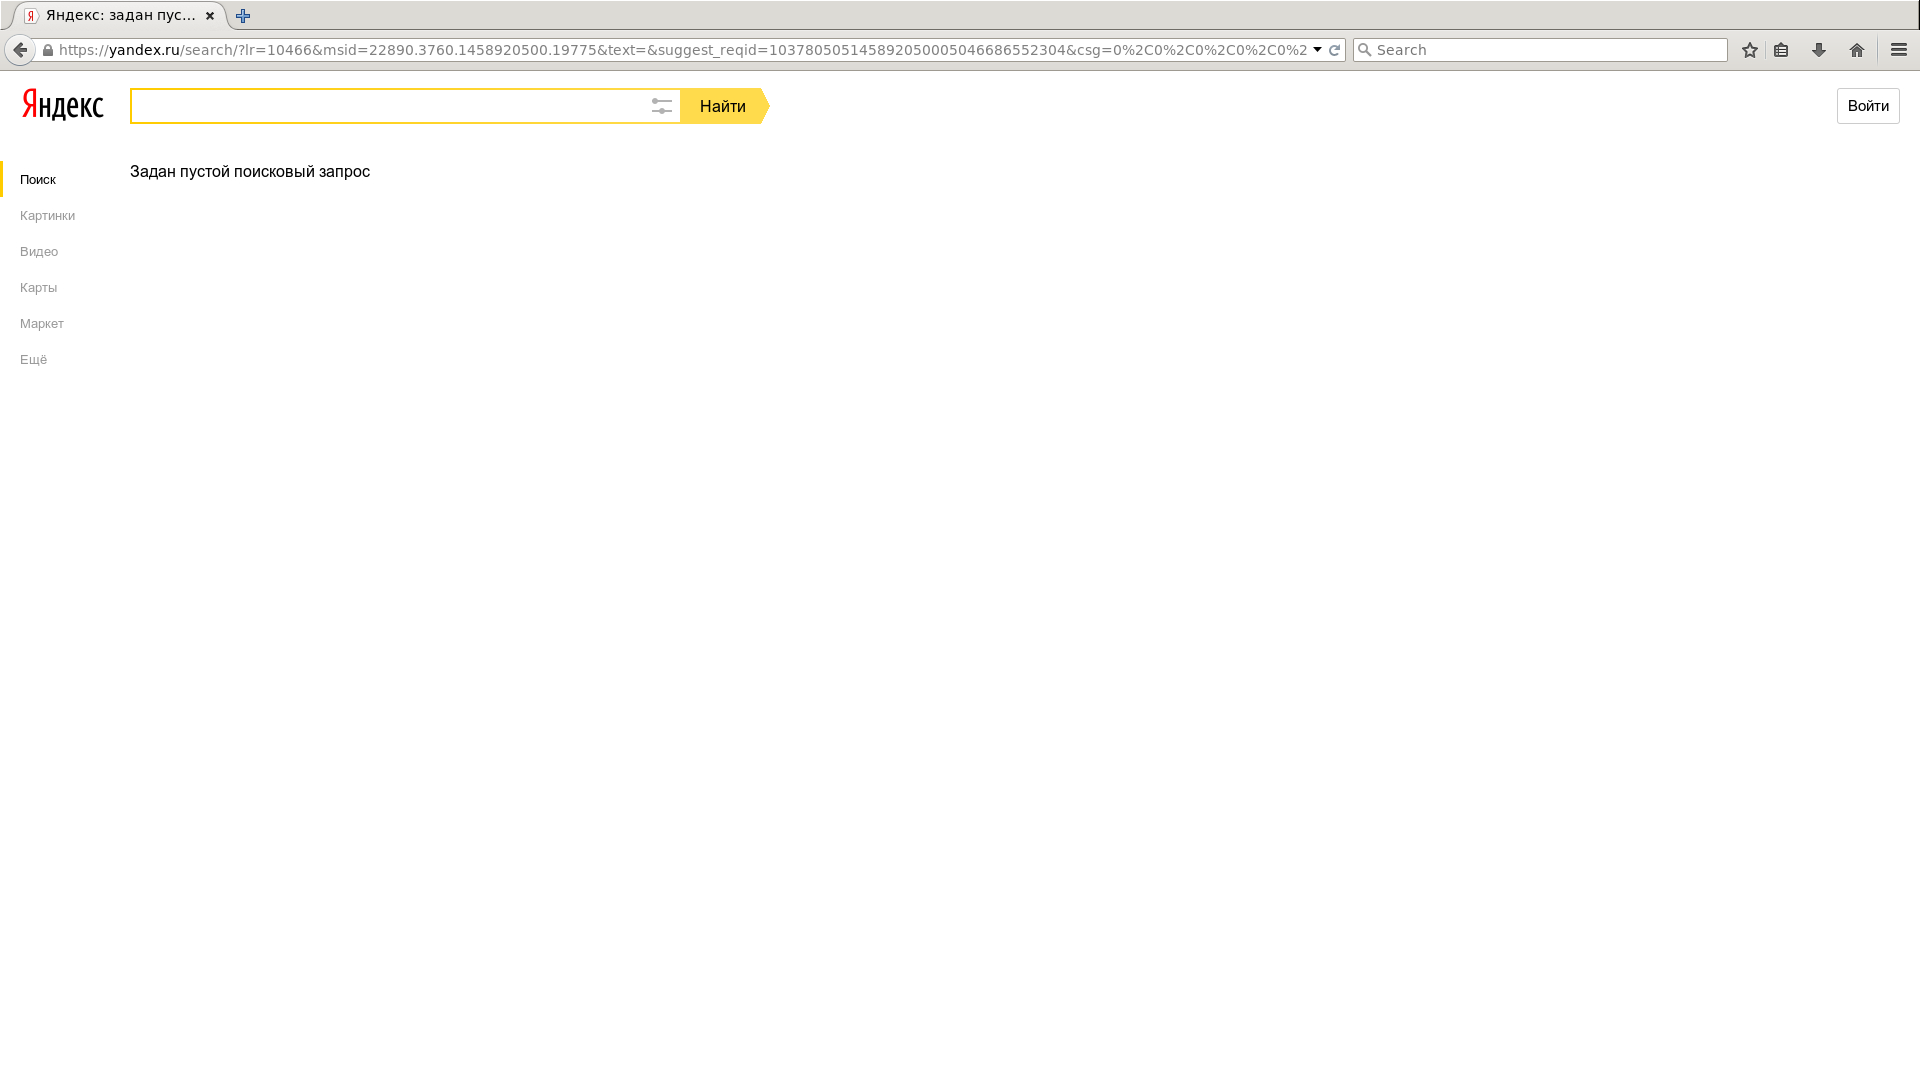 Яндекс: задан пус...
https://yandex.ru/search/?lr=10466&msid=22890.3760.1458920500.19775&text=&suggest_reqid=103780505145892050005046686552304&csg=0%2C0%2C0%2C0%2C0%2
Search
Яндекс
Найти
Войти
Задан пустой поисковый запрос
Поиск
Картинки
Видео
Карты
Маркет
Ещё